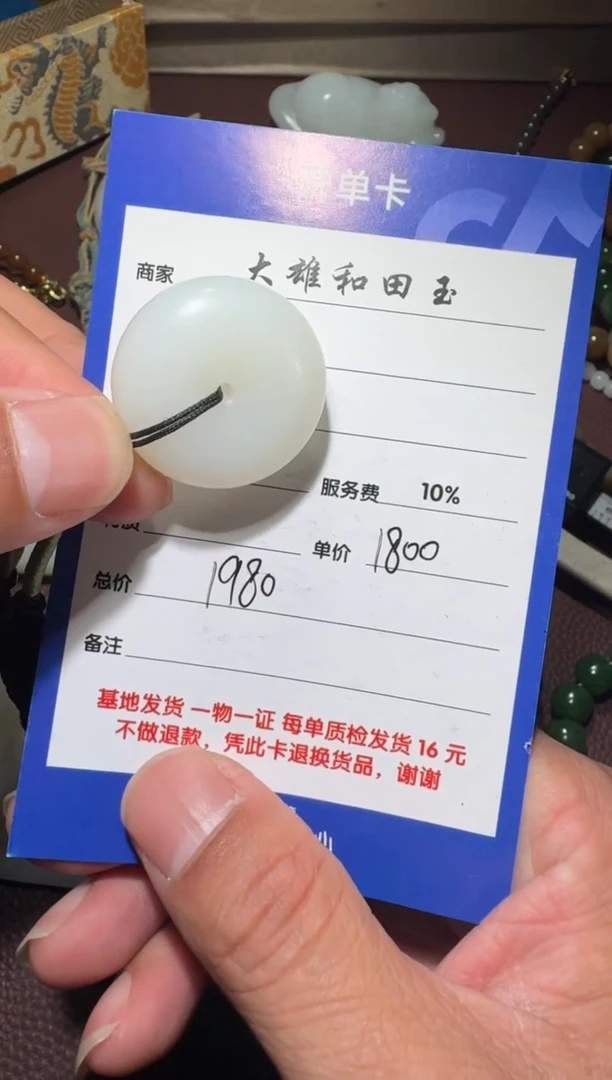 单卡
商家 大雄和田玉
服务费 10%
质 单价 1800
总价 1980
备注
基地发货 一物一证 每单质检发货 16 元
不做退款，凭此卡退换货品，谢谢